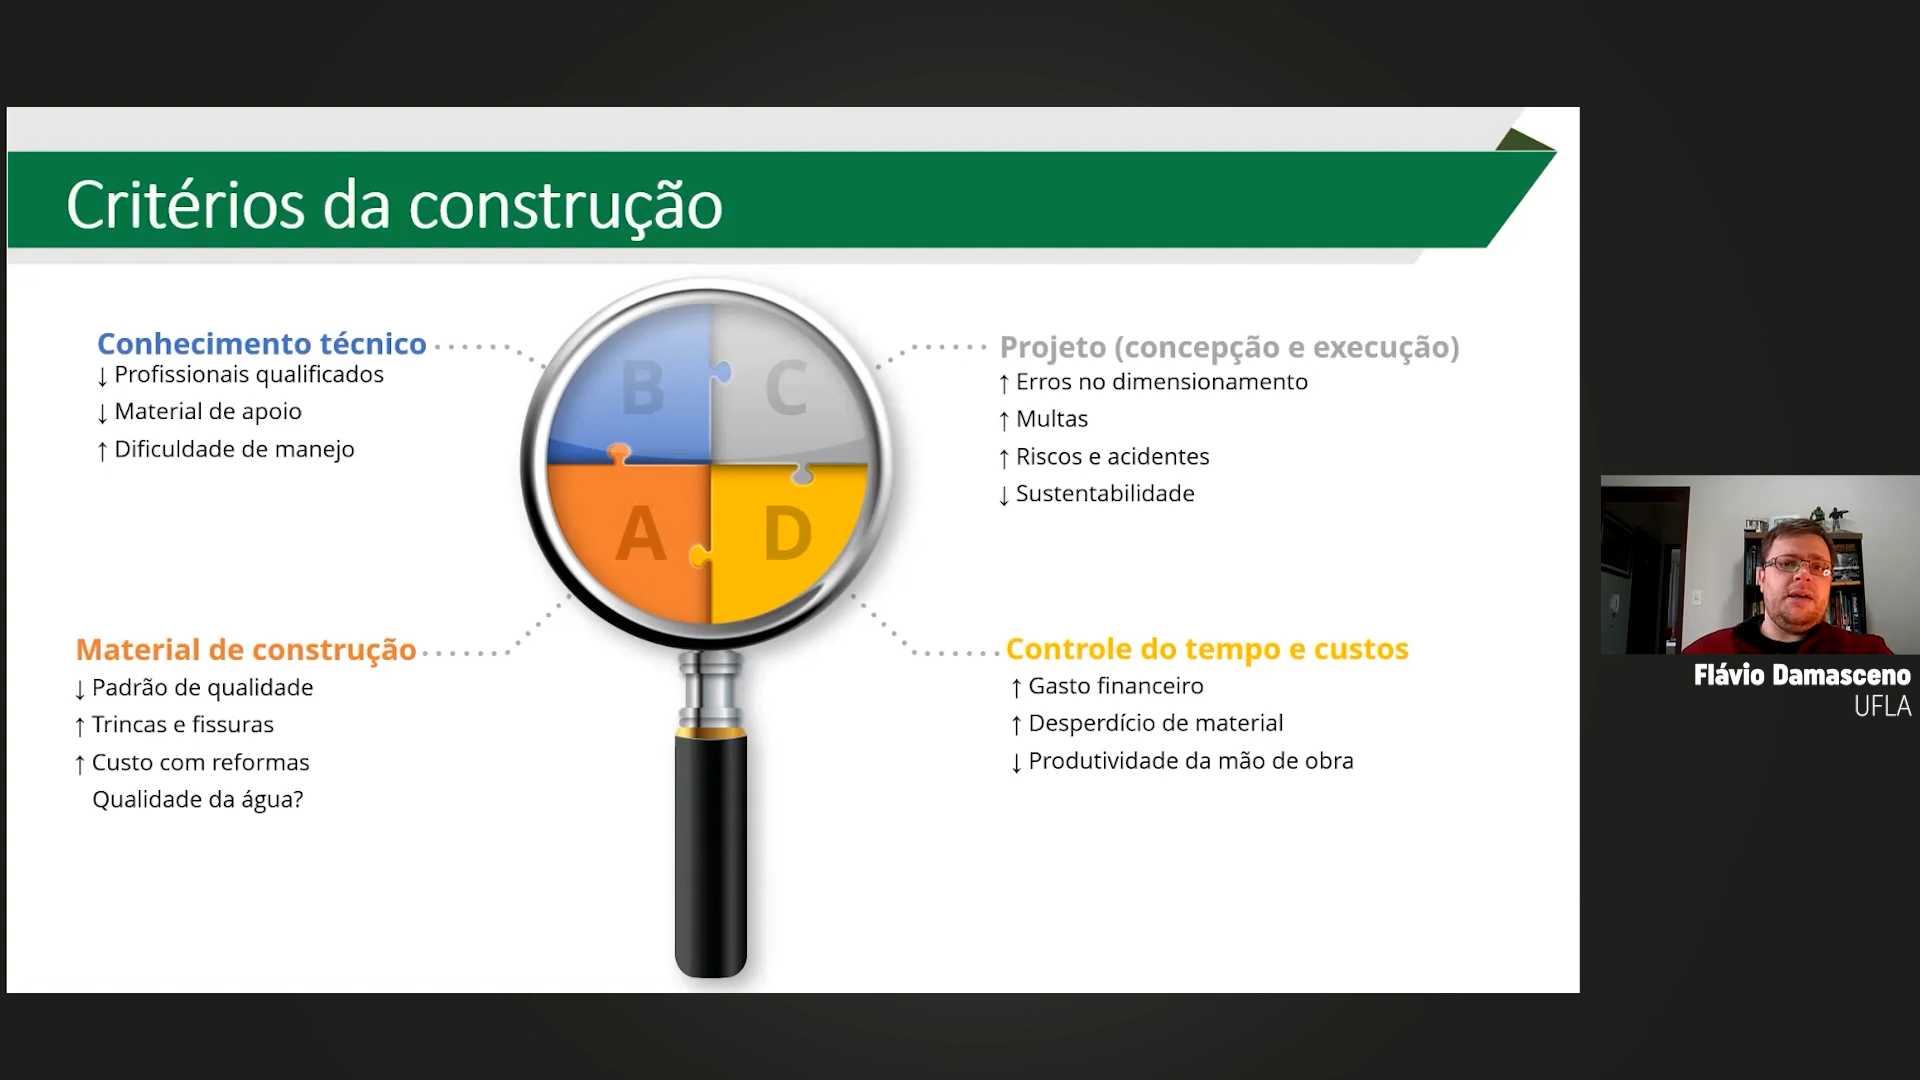 Critérios da construção
Conhecimento técnico
↓ Profissionais qualificados
↓ Material de apoio
↑ Dificuldade de manejo
Projeto (concepção e execução)
↑ Erros no dimensionamento
↑ Multas
↑ Riscos e acidentes
↓ Sustentabilidade
B
C
A
D
Material de construção
↓ Padrão de qualidade
↑ Trincas e fissuras
↑ Custo com reformas
Qualidade da água?
Controle do tempo e custos
↑ Gasto financeiro
↑ Desperdício de material
↓ Produtividade da mão de obra
Flávio Damasceno
UFLA